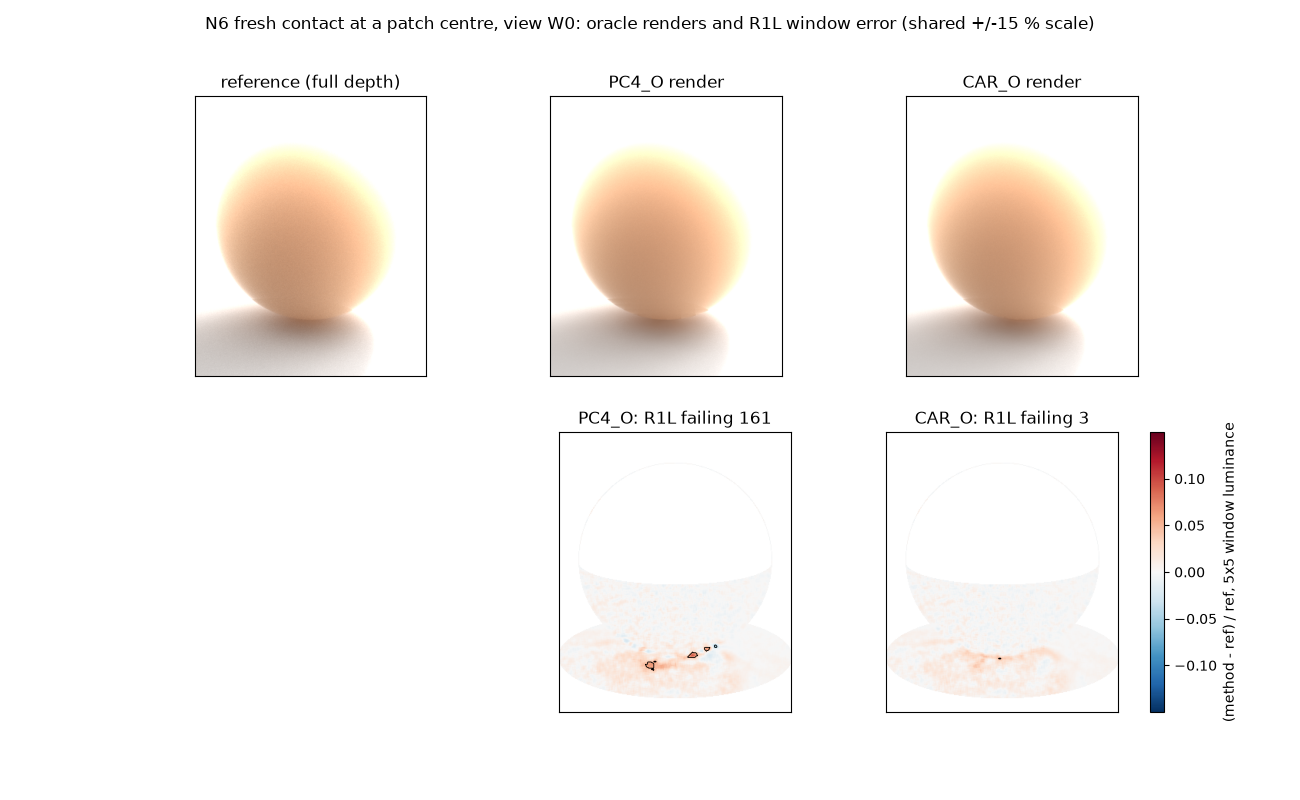 N6 fresh contact at a patch centre, view W0: oracle renders and R1L window error (shared +/-15 % scale)
reference (full depth)
PC4_O render
CAR_O render
PC4_O: R1L failing 161
CAR_O: R1L failing 3
0.10
0.05
0.00
−0.05
−0.10
(method - ref) / ref, 5x5 window luminance